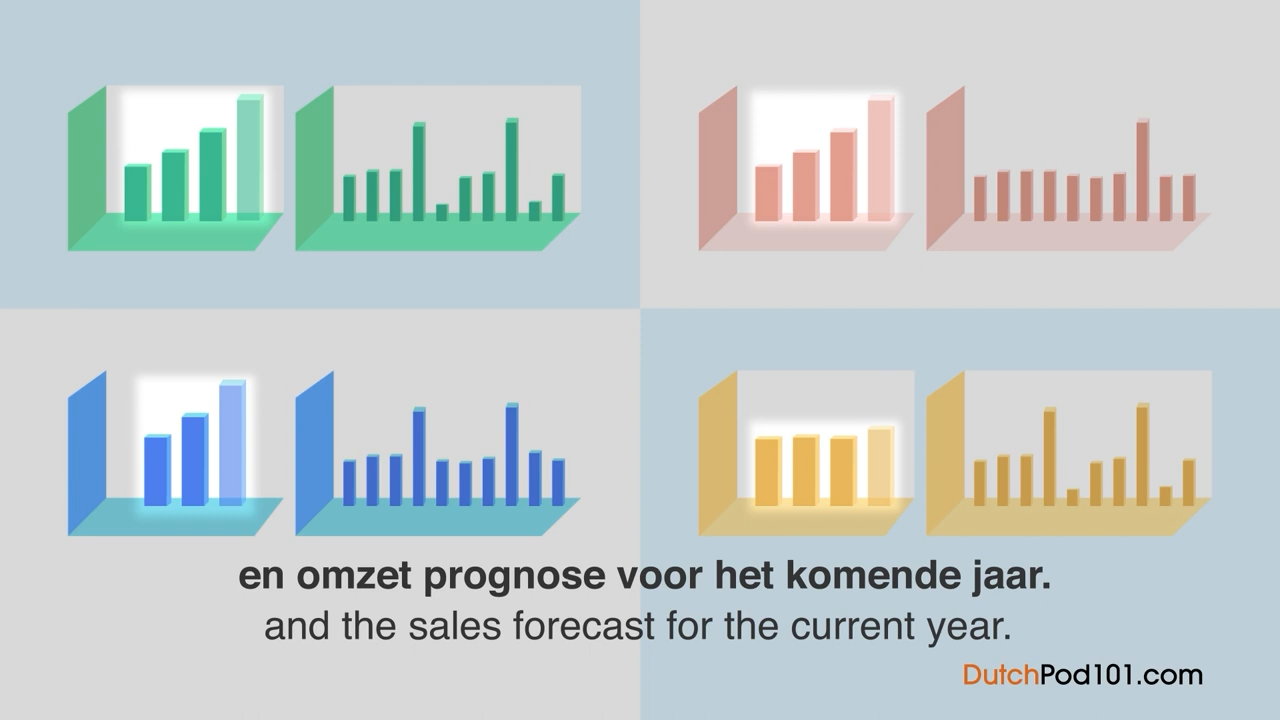 en omzet prognose voor het komende jaar.
and the sales forecast for the current year.
DutchPod101.com